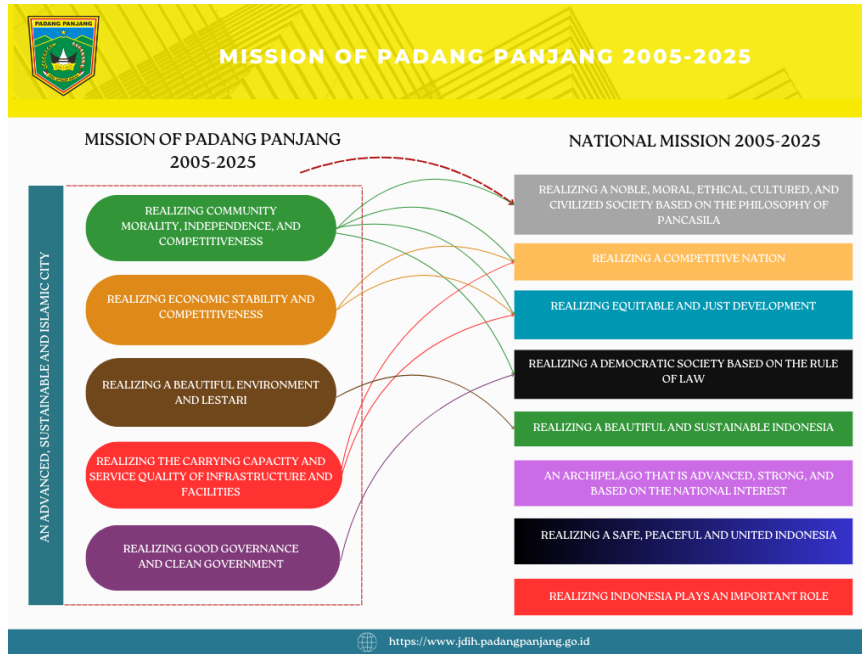 PADANG PANJANG
MISSION OF PADANG PANJANG 2005-2025
MISSION OF PADANG PANJANG
2005-2025
AN ADVANCED, SUSTAINABLE AND ISLAMIC CITY
REALIZING COMMUNITY
MORALITY, INDEPENDENCE, AND
COMPETITIVENESS
REALIZING ECONOMIC STABILITY AND
COMPETITIVENESS
REALIZING A BEAUTIFUL ENVIRONMENT
AND LESTARI
REALIZING THE CARRYING CAPACITY AND
SERVICE QUALITY OF INFRASTRUCTURE AND
FACILITIES
REALIZING GOOD GOVERNANCE
AND CLEAN GOVERNMENT
NATIONAL MISSION 2005-2025
REALIZING A NOBLE, MORAL, ETHICAL, CULTURED, AND
CIVILIZED SOCIETY BASED ON THE PHILOSOPHY OF
PANCASILA
REALIZING A COMPETITIVE NATION
REALIZING EQUITABLE AND JUST DEVELOPMENT
REALIZING A DEMOCRATIC SOCIETY BASED ON THE RULE
OF LAW
REALIZING A BEAUTIFUL AND SUSTAINABLE INDONESIA
AN ARCHIPELAGO THAT IS ADVANCED, STRONG, AND
BASED ON THE NATIONAL INTEREST
REALIZING A SAFE, PEACEFUL AND UNITED INDONESIA
REALIZING INDONESIA PLAYS AN IMPORTANT ROLE
https://www.jdih.padangpanjang.go.id